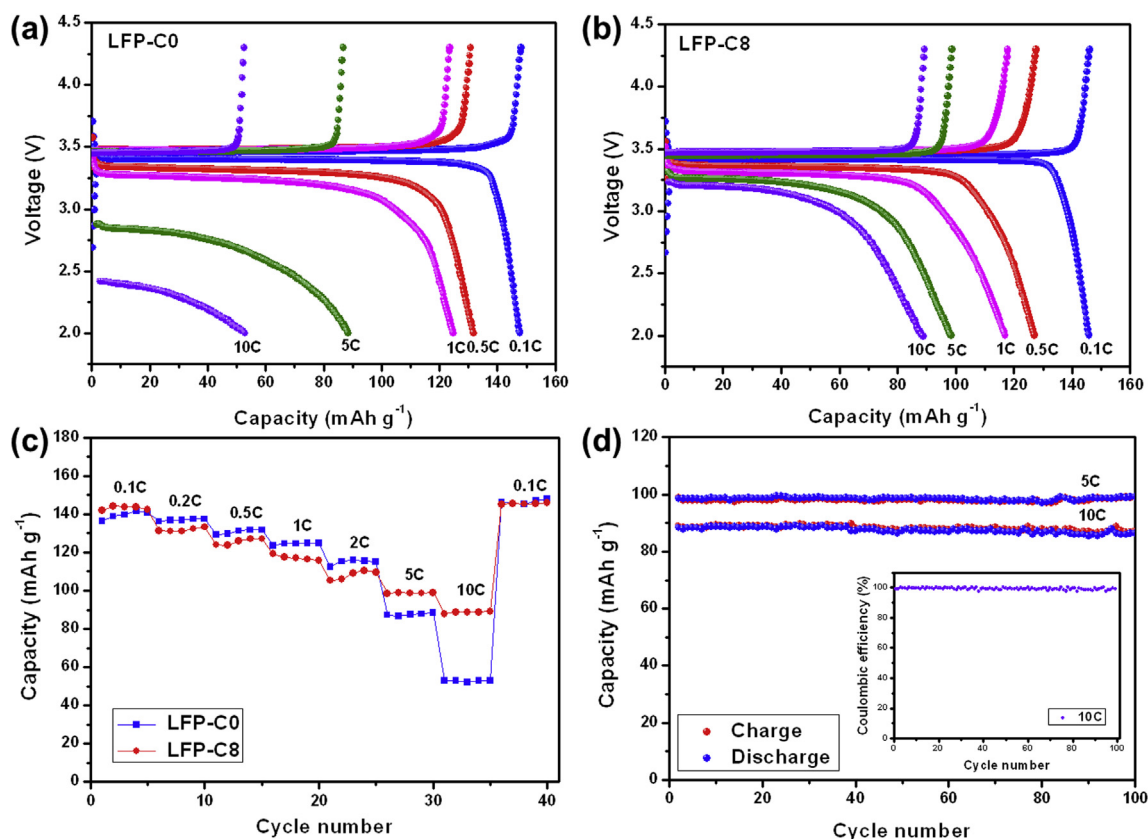 (a)
LFP-C0
4.5
4.0
3.5
3.0
2.5
2.0
Voltage (V)
10C
5C
1C
0.5C
0.1C
0 20 40 60 80 100 120 140 160
Capacity (mAh g⁻¹)
(b)
LFP-C8
4.5
4.0
3.5
3.0
2.5
2.0
Voltage (V)
10C
5C
1C
0.5C
0.1C
0 20 40 60 80 100 120 140 160
Capacity (mAh g⁻¹)
(c)
180
160
140
120
100
80
60
40
20
0
Capacity (mAh g⁻¹)
0.1C
0.2C
0.5C
1C
2C
5C
10C
0.1C
LFP-C0
LFP-C8
0 10 20 30 40
Cycle number
(d)
120
100
80
60
40
20
0
Capacity (mAh g⁻¹)
5C
10C
Charge
Discharge
100
80
60
40
20
0
Coulombic efficiency (%)
10C
0 20 40 60 80 100
Cycle number
0 20 40 60 80 100
Cycle number